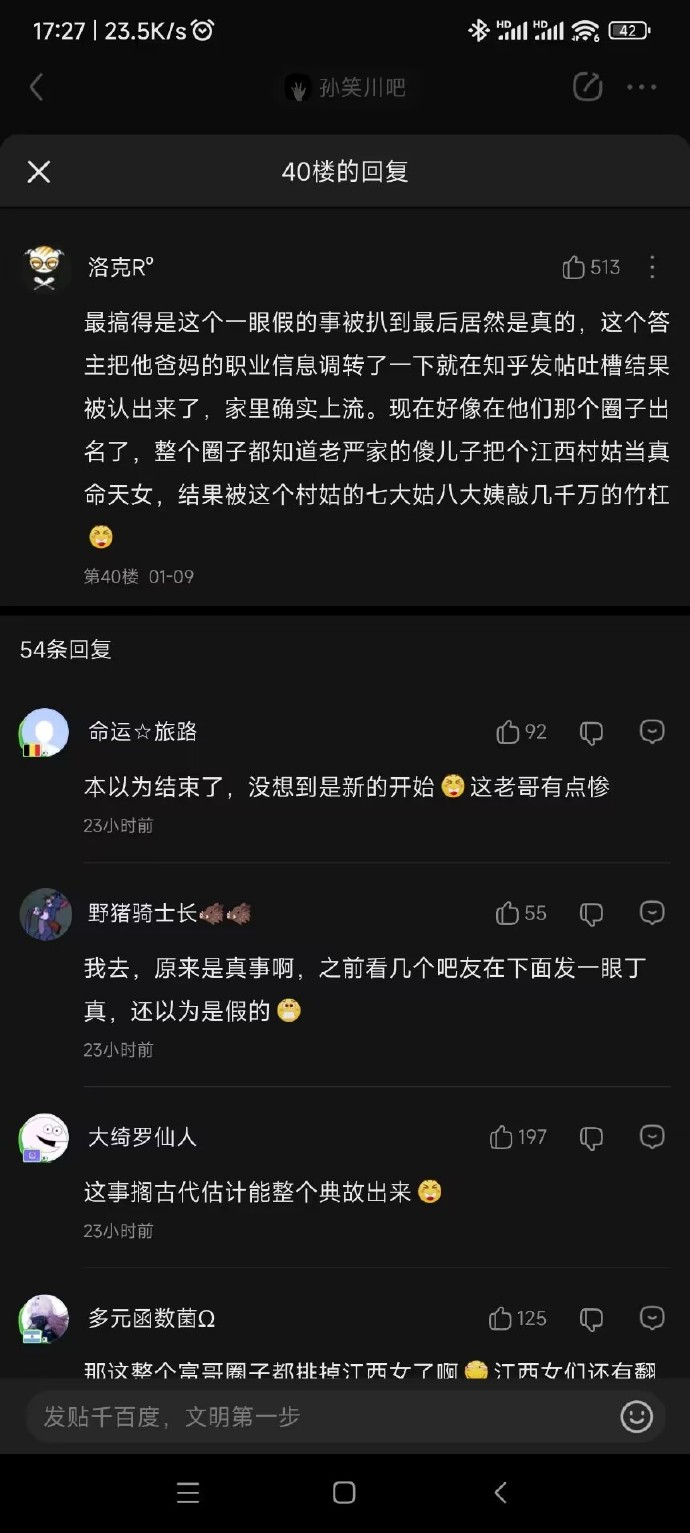 17:27 | 23.5K/s
HD HD 6 42
孙笑川吧
40楼的回复
洛克R⁰
513
最搞得是这个一眼假的事被扒到最后居然是真的，这个答
主把他爸妈的职业信息调转了一下就在知乎发帖吐槽结果
被认出来了，家里确实上流。现在好像在他们那个圈子出
名了，整个圈子都知道老严家的傻儿子把个江西村姑当真
命天女，结果被这个村姑的七大姑八大姨敲几千万的竹杠
第40楼 01-09
54条回复
命运☆旅路
92
本以为结束了，没想到是新的开始 这老哥有点惨
23小时前
野猪骑士长🐗🐗
55
我去，原来是真事啊，之前看几个吧友在下面发一眼丁
真，还以为是假的
23小时前
大绮罗仙人
197
这事搁古代估计能整个典故出来
23小时前
多元函数菌Ω
125
那这整个富哥圈子都排掉江西女了啊 江西女们还有翻
发贴千百度，文明第一步